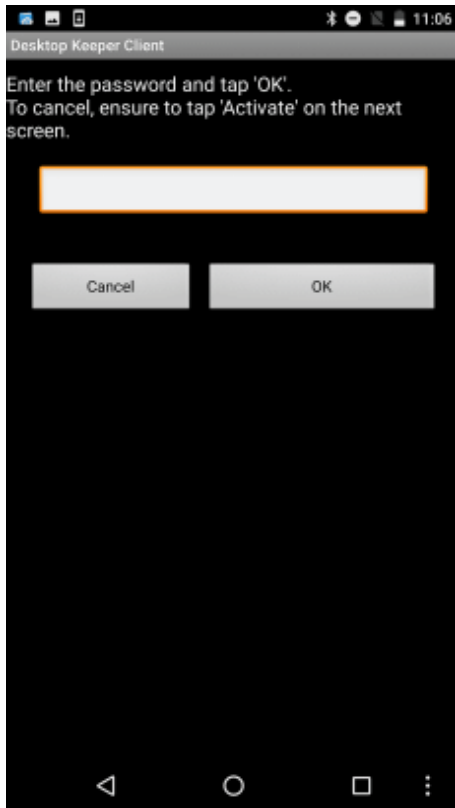 11:06
Desktop Keeper Client
Enter the password and tap 'OK'.
To cancel, ensure to tap 'Activate' on the next
screen.
Cancel
OK